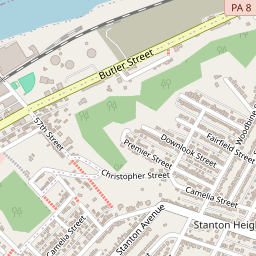 PA 8
Butler Street
57th Street
Woodbine
Fairfield Street
Downlook Street
Premier Street
Christopher Street
Camelia Street
Stanton Heigh
Stanton Avenue
Camelia Street